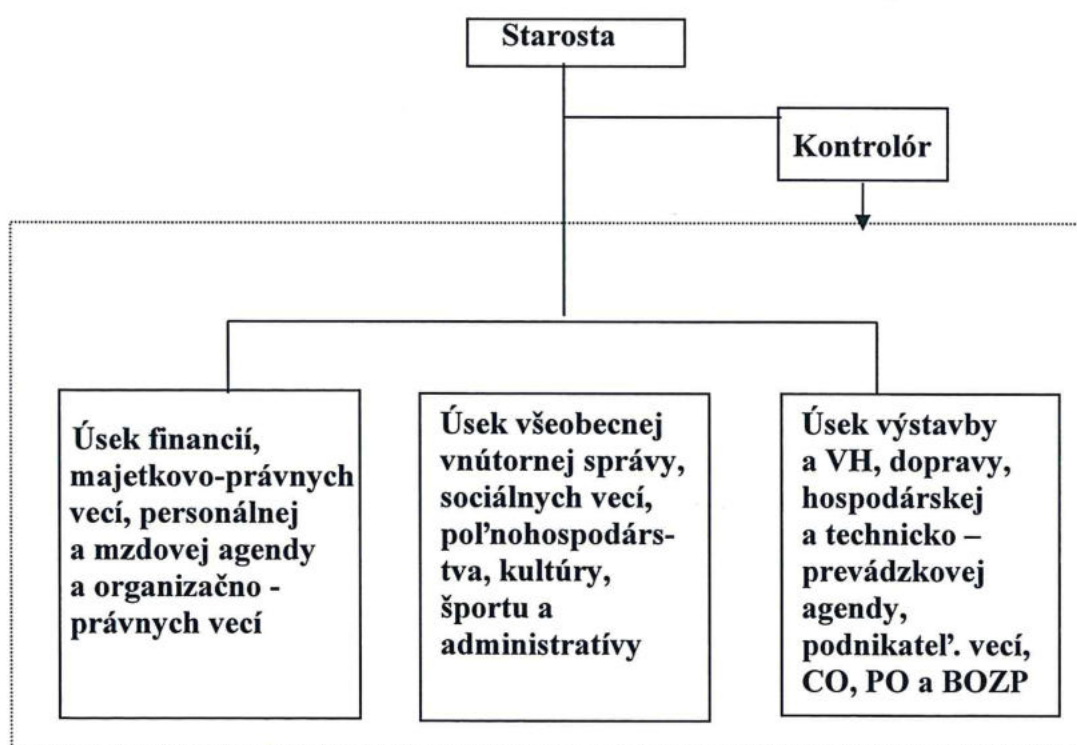 Starosta
Kontrolór
Úsek financií,
majetkovo-právnych
vecí, personálnej
a mzdovej agendy
a organizačno -
právnych vecí
Úsek všeobecnej
vnútornej správy,
sociálnych vecí,
poľnohospodárs-
tva, kultúry,
športu a
administratívy
Úsek výstavby
a VH, dopravy,
hospodárskej
a technicko –
prevádzkovej
agendy,
podnikateľ. vecí,
CO, PO a BOZP